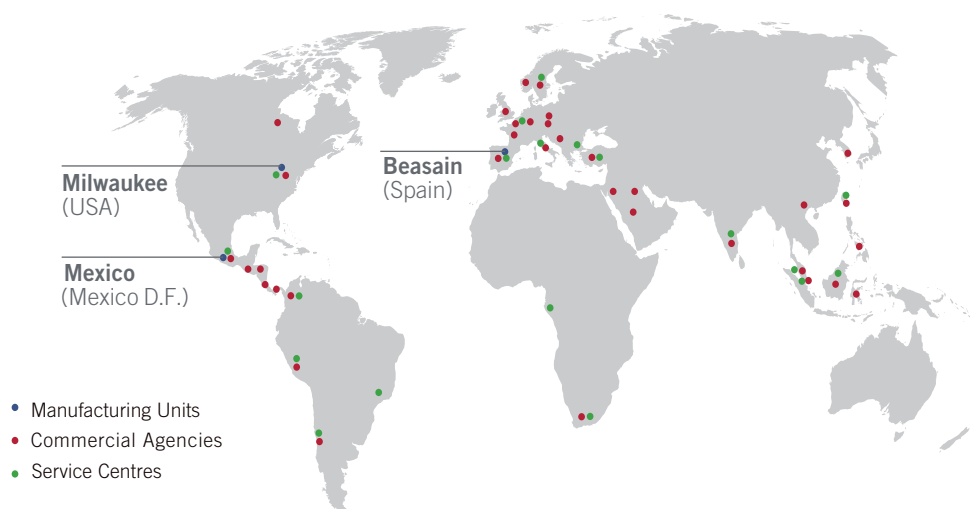 Milwaukee
(USA)
Beasain
(Spain)
Mexico
(Mexico D.F.)
Manufacturing Units
Commercial Agencies
Service Centres